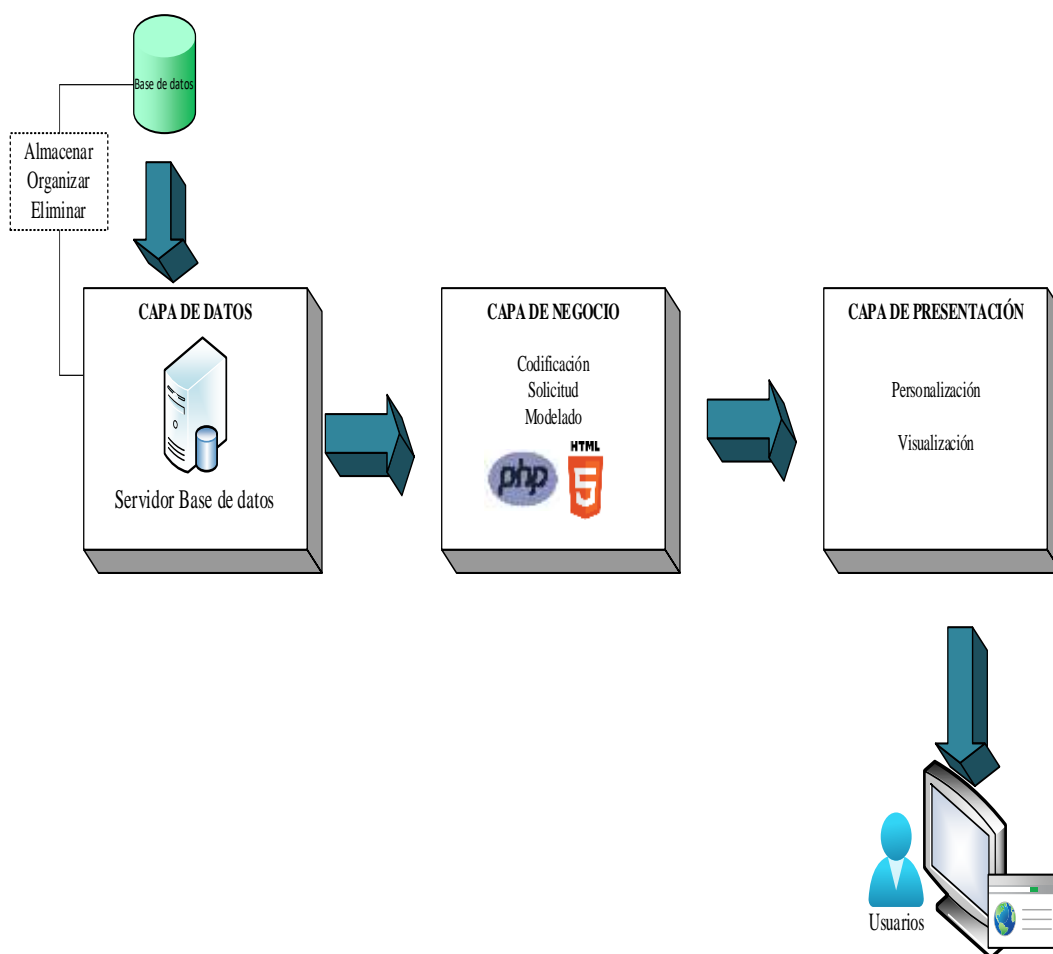 Base de datos
Almacenar
Organizar
Eliminar
CAPA DE DATOS
Servidor Base de datos
CAPA DE NEGOCIO
Codificación
Solicitud
Modelado
php
HTML
5
CAPA DE PRESENTACIÓN
Personalización
Visualización
Usuarios